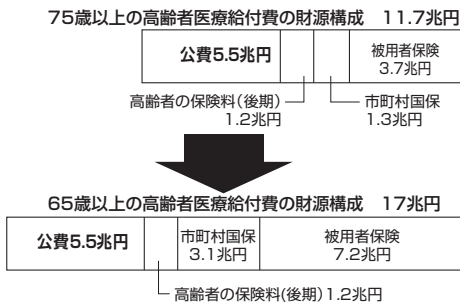 75歳以上の高齢者医療給付費の財源構成　11.7兆円
公費5.5兆円
被用者保険
3.7兆円
高齢者の保険料(後期)
1.2兆円
市町村国保
1.3兆円
65歳以上の高齢者医療給付費の財源構成　17兆円
公費5.5兆円
市町村国保
3.1兆円
被用者保険
7.2兆円
高齢者の保険料(後期)1.2兆円